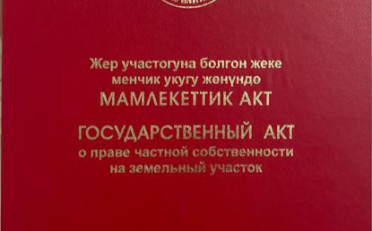 Жер участогуна болгон жеке
менчик укугу жөнүндө
МАМЛЕКЕТТИК АКТ
ГОСУДАРСТВЕННЫЙ АКТ
о праве частной собственности
на земельный участок